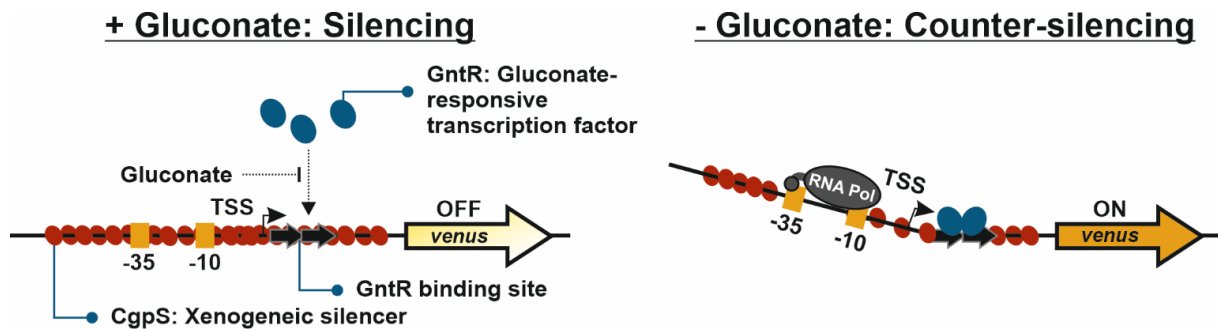 + Gluconate: Silencing
GntR: Gluconate-
responsive
transcription factor
Gluconate
TSS
OFF
venus
-35
-10
GntR binding site
CgpS: Xenogeneic silencer
- Gluconate: Counter-silencing
RNA Pol
TSS
ON
venus
-35
-10